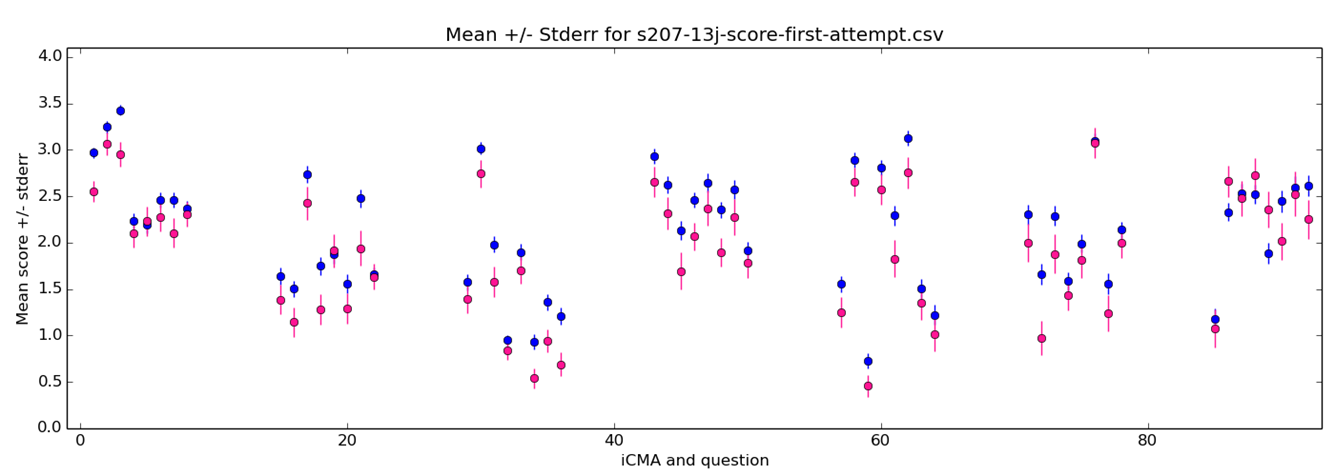 Mean +/- Stderr for s207-13j-score-first-attempt.csv
4.0
3.5
3.0
2.5
2.0
1.5
1.0
0.5
0.0
Mean score +/- stderr
0 20 40 60 80
iCMA and question